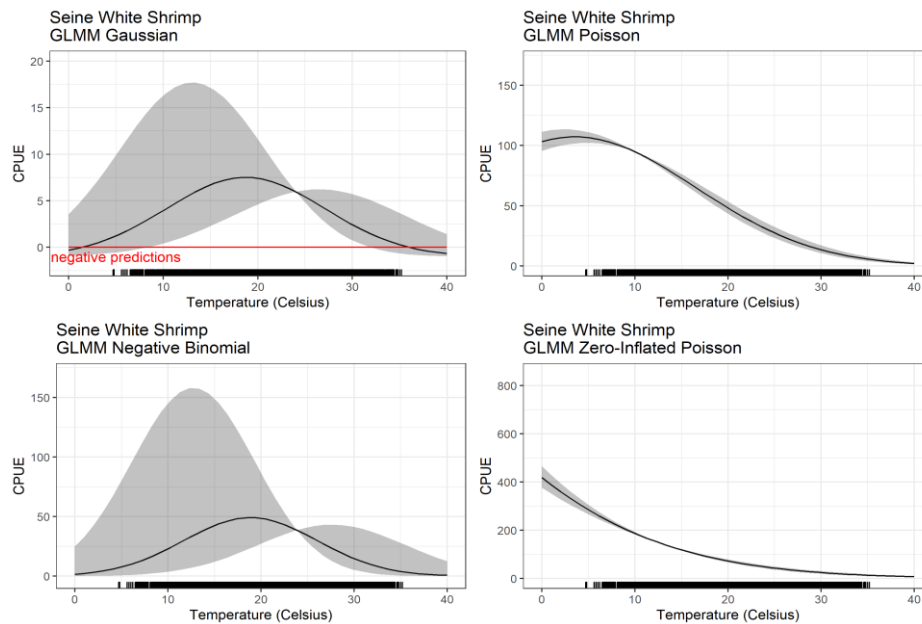 Seine White Shrimp
GLMM Gaussian
20
15
10
5
0
CPUE
negative predictions
0 10 20 30 40
Temperature (Celsius)
Seine White Shrimp
GLMM Poisson
150
100
50
0
CPUE
0 10 20 30 40
Temperature (Celsius)
Seine White Shrimp
GLMM Negative Binomial
150
100
50
0
CPUE
0 10 20 30 40
Temperature (Celsius)
Seine White Shrimp
GLMM Zero-Inflated Poisson
800
600
400
200
0
CPUE
0 10 20 30 40
Temperature (Celsius)